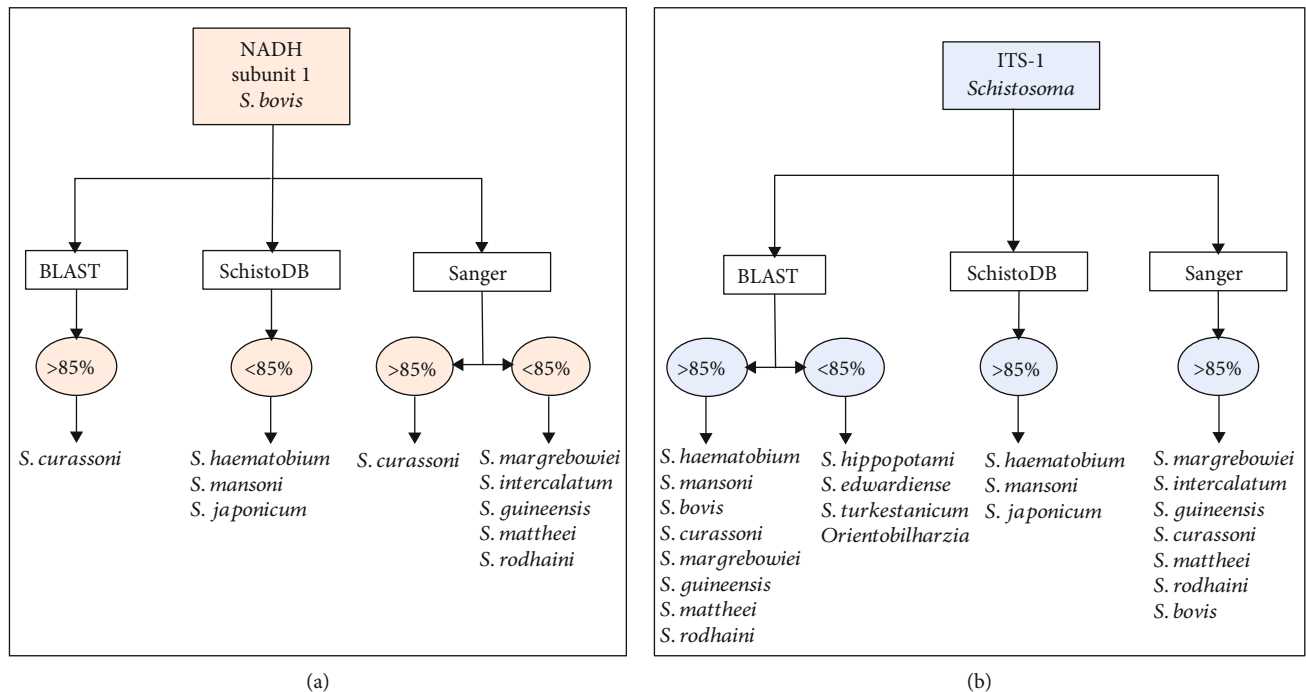 NADH
subunit 1
S. bovis
BLAST
SchistoDB
Sanger
>85%
<85%
>85%
<85%
S. curassoni
S. haematobium
S. mansoni
S. japonicum
S. curassoni
S. margrebowiei
S. intercalatum
S. guineensis
S. mattheei
S. rodhaini
(a)
ITS-1
Schistosoma
BLAST
SchistoDB
Sanger
>85%
<85%
>85%
>85%
S. haematobium
S. mansoni
S. bovis
S. curassoni
S. margrebowiei
S. guineensis
S. mattheei
S. rodhaini
S. hippopotami
S. edwardiense
S. turkestanicum
Orientobilharzia
S. haematobium
S. mansoni
S. japonicum
S. margrebowiei
S. intercalatum
S. guineensis
S. curassoni
S. mattheei
S. rodhaini
S. bovis
(b)